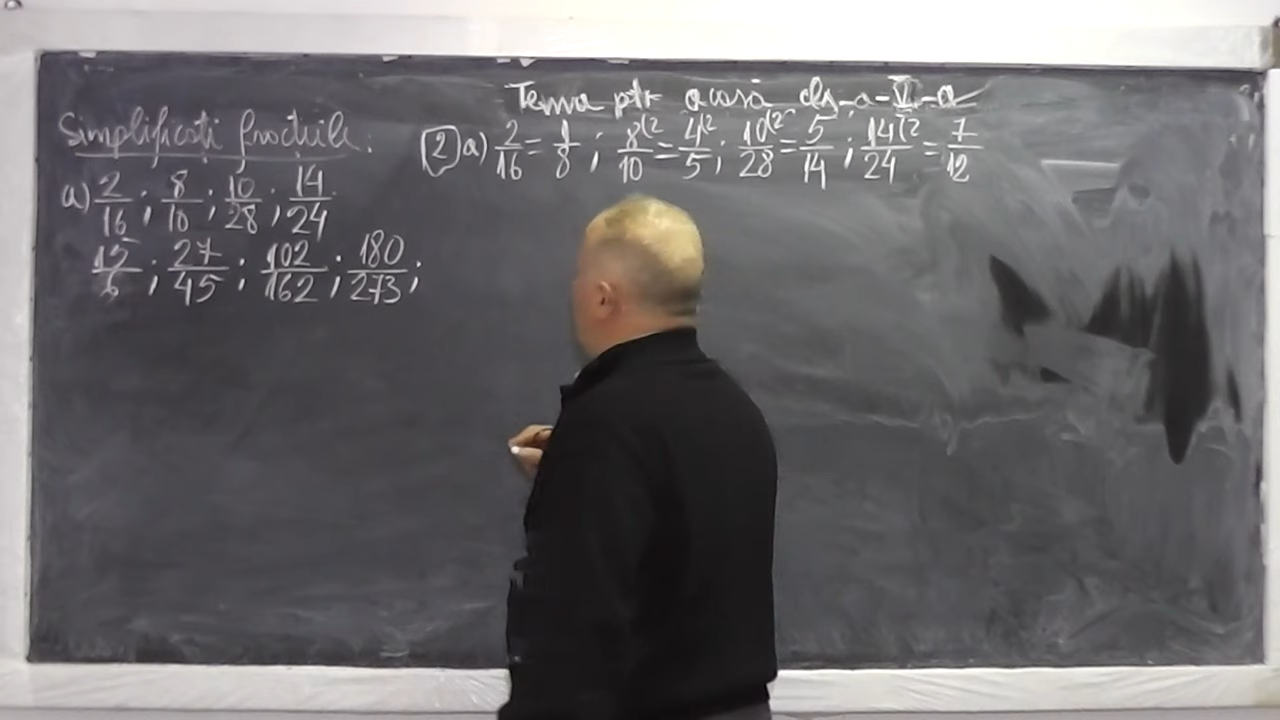 Tema ptr acasă cls-a-V-a
Simplificați fracțiile:
a) 2/16 ; 8/10 ; 10/28 ; 14/24
15/6 ; 27/45 ; 102/162 ; 180/273 ;
2 a) 2/16 = 1/8 ; 8(2/10 = 4(2/5 ; 10(2/28 = 5/14 ; 14(2/24 = 7/12